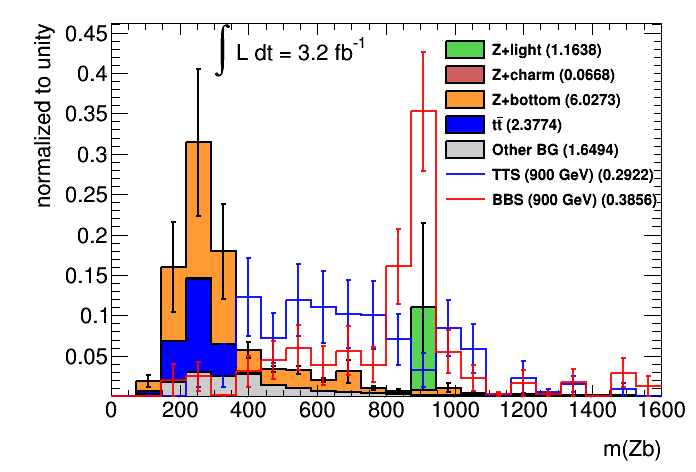 normalized to unity
0.45
0.4
0.35
0.3
0.25
0.2
0.15
0.1
0.05
∫ L dt = 3.2 fb⁻¹
Z+light (1.1638)
Z+charm (0.0668)
Z+bottom (6.0273)
tt̄ (2.3774)
Other BG (1.6494)
TTS (900 GeV) (0.2922)
BBS (900 GeV) (0.3856)
0 200 400 600 800 1000 1200 1400 1600
m(Zb)